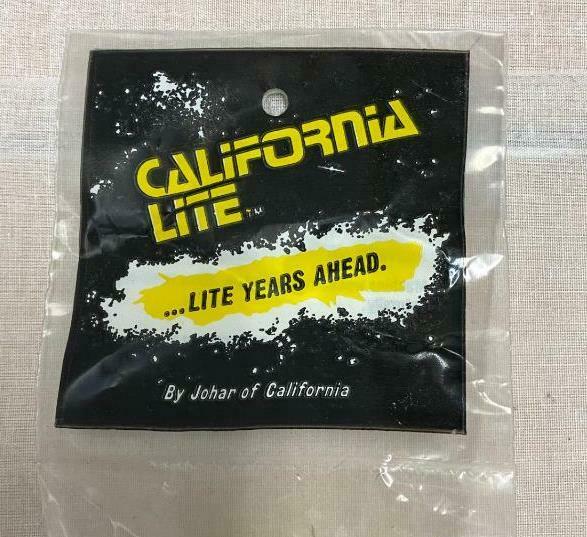 CALiFORniA
LiTE™
...LITE YEARS AHEAD.
By Johar of California